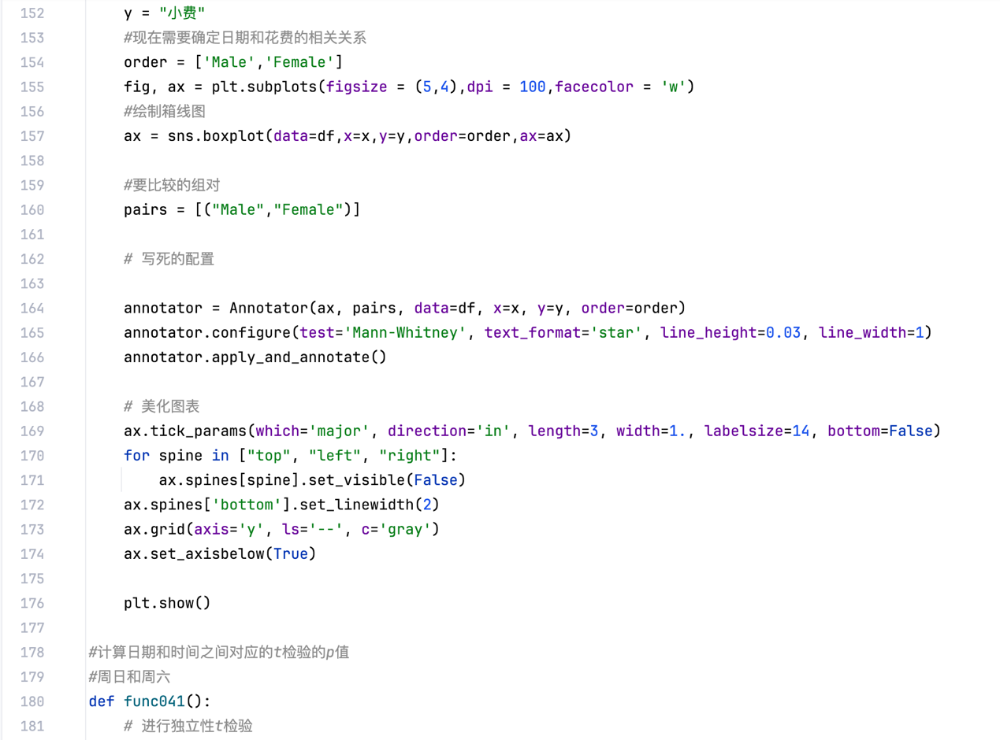 152 y = "小费"
153 #现在需要确定日期和花费的相关关系
154 order = ['Male','Female']
155 fig, ax = plt.subplots(figsize = (5,4),dpi = 100,facecolor = 'w')
156 #绘制箱线图
157 ax = sns.boxplot(data=df,x=x,y=y,order=order,ax=ax)
158
159 #要比较的组对
160 pairs = [("Male","Female")]
161
162 # 写死的配置
163
164 annotator = Annotator(ax, pairs, data=df, x=x, y=y, order=order)
165 annotator.configure(test='Mann-Whitney', text_format='star', line_height=0.03, line_width=1)
166 annotator.apply_and_annotate()
167
168 # 美化图表
169 ax.tick_params(which='major', direction='in', length=3, width=1., labelsize=14, bottom=False)
170 for spine in ["top", "left", "right"]:
171 ax.spines[spine].set_visible(False)
172 ax.spines['bottom'].set_linewidth(2)
173 ax.grid(axis='y', ls='--', c='gray')
174 ax.set_axisbelow(True)
175
176 plt.show()
177
178 #计算日期和时间之间对应的t检验的p值
179 #周日和周六
180 def func041():
181 # 进行独立性t检验